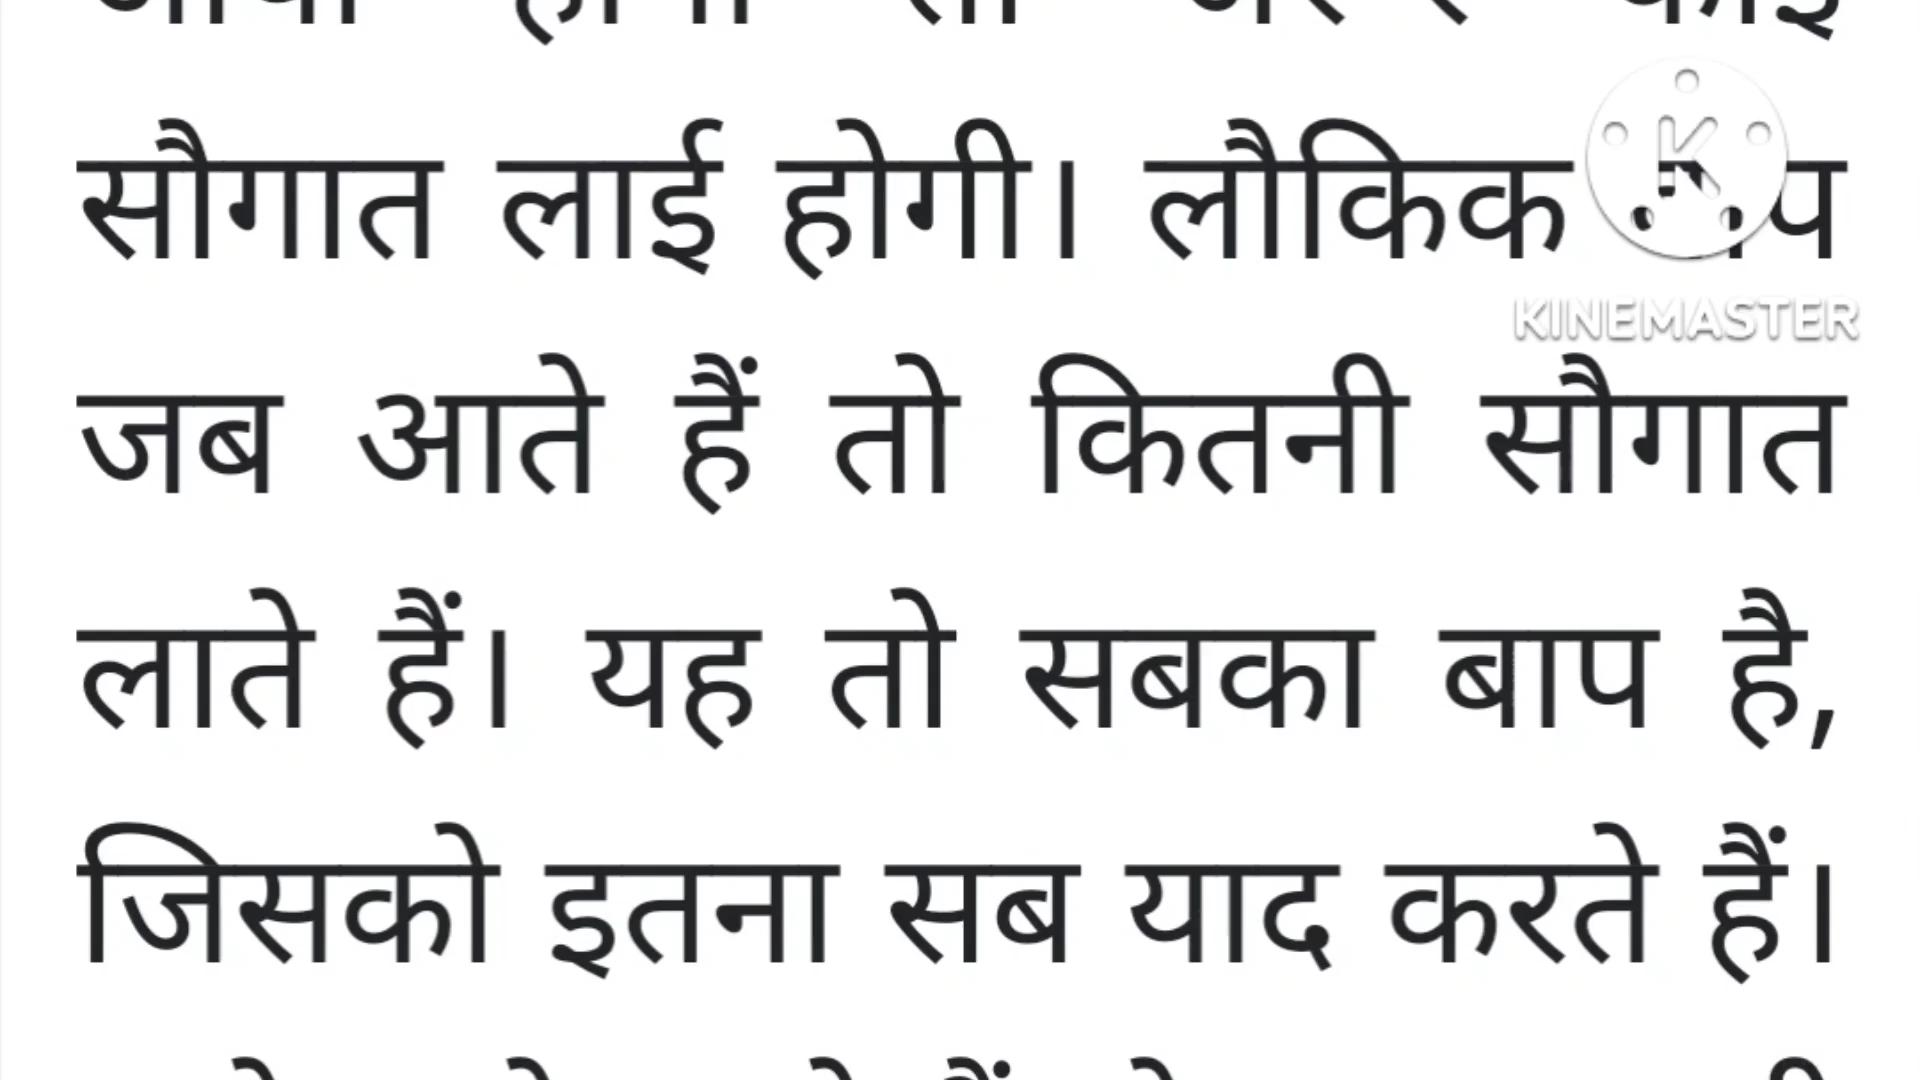 सौगात लाई होगी। लौकिक
KINEMASTER
जब आते हैं तो कितनी सौगात
लाते हैं। यह तो सबका बाप है,
जिसको इतना सब याद करते हैं।